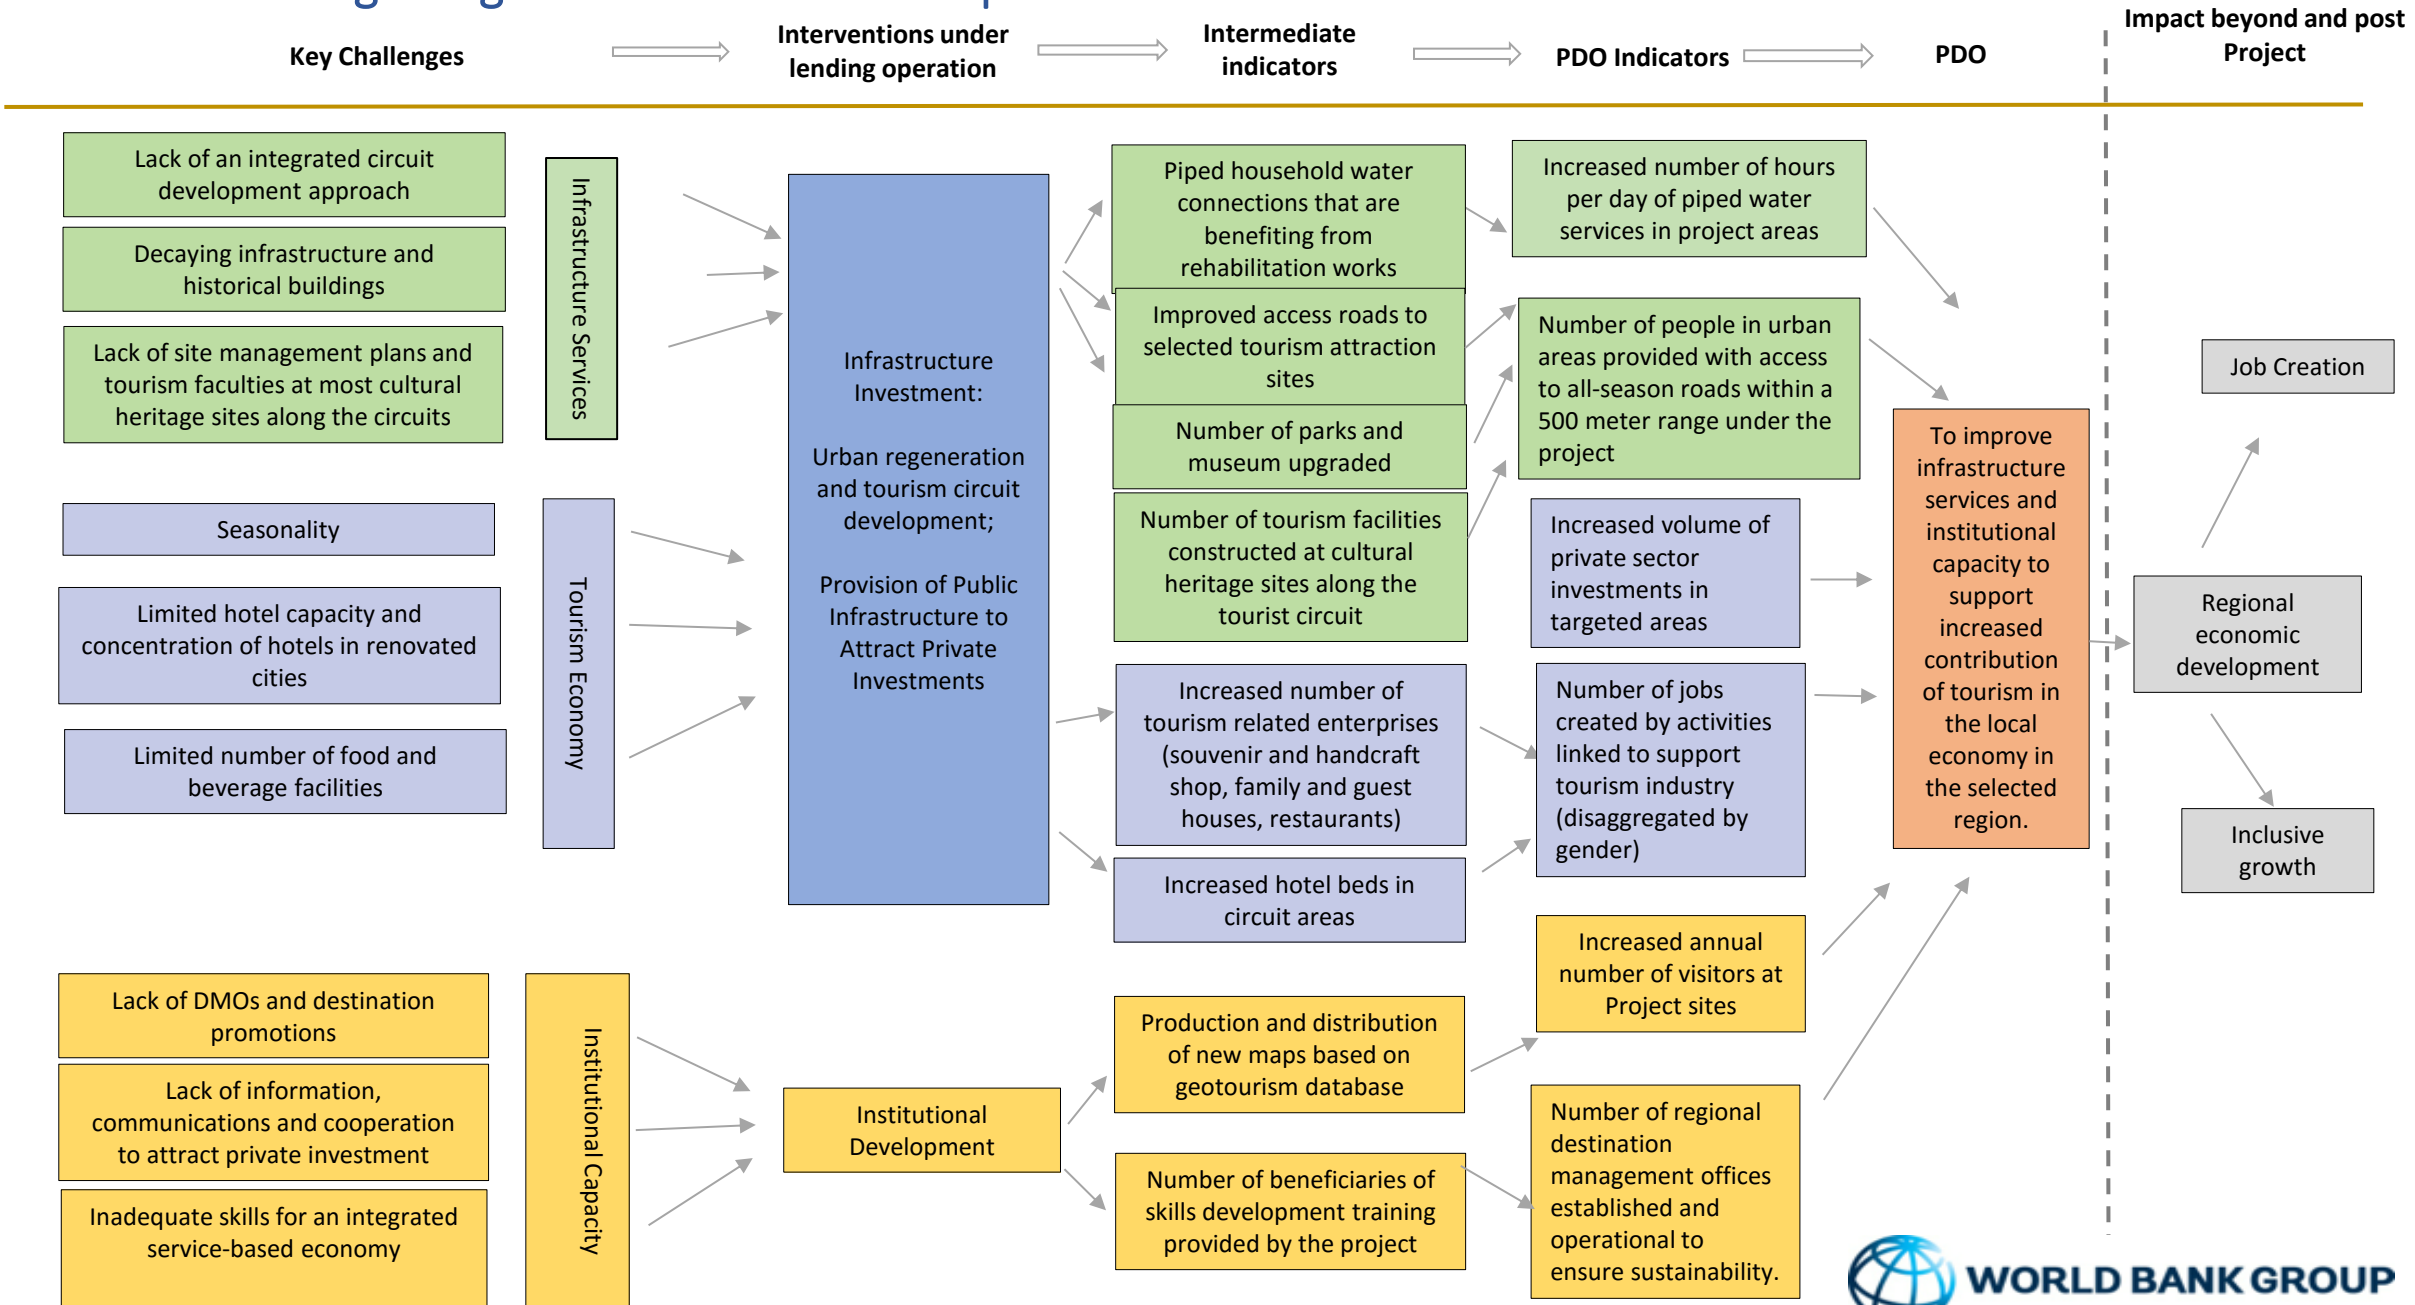 Key Challenges
Interventions under
lending operation
Intermediate
indicators
PDO Indicators
PDO
Impact beyond and post
Project
Lack of an integrated circuit
development approach
Decaying infrastructure and
historical buildings
Lack of site management plans and
tourism faculties at most cultural
heritage sites along the circuits
Infrastructure Services
Seasonality
Limited hotel capacity and
concentration of hotels in renovated
cities
Limited number of food and
beverage facilities
Tourism Economy
Lack of DMOs and destination
promotions
Lack of information,
communications and cooperation
to attract private investment
Inadequate skills for an integrated
service-based economy
Institutional Capacity
Infrastructure
Investment:
Urban regeneration
and tourism circuit
development;
Provision of Public
Infrastructure to
Attract Private
Investments
Institutional
Development
Piped household water
connections that are
benefiting from
rehabilitation works
Improved access roads to
selected tourism attraction
sites
Number of parks and
museum upgraded
Number of tourism facilities
constructed at cultural
heritage sites along the
tourist circuit
Increased number of
tourism related enterprises
(souvenir and handcraft
shop, family and guest
houses, restaurants)
Increased hotel beds in
circuit areas
Production and distribution
of new maps based on
geotourism database
Number of beneficiaries of
skills development training
provided by the project
Increased number of hours
per day of piped water
services in project areas
Number of people in urban
areas provided with access
to all-season roads within a
500 meter range under the
project
Increased volume of
private sector
investments in
targeted areas
Number of jobs
created by activities
linked to support
tourism industry
(disaggregated by
gender)
Increased annual
number of visitors at
Project sites
Number of regional
destination
management offices
established and
operational to
ensure sustainability.
To improve
infrastructure
services and
institutional
capacity to
support
increased
contribution
of tourism in
the local
economy in
the selected
region.
Job Creation
Regional
economic
development
Inclusive
growth
WORLD BANK GROUP